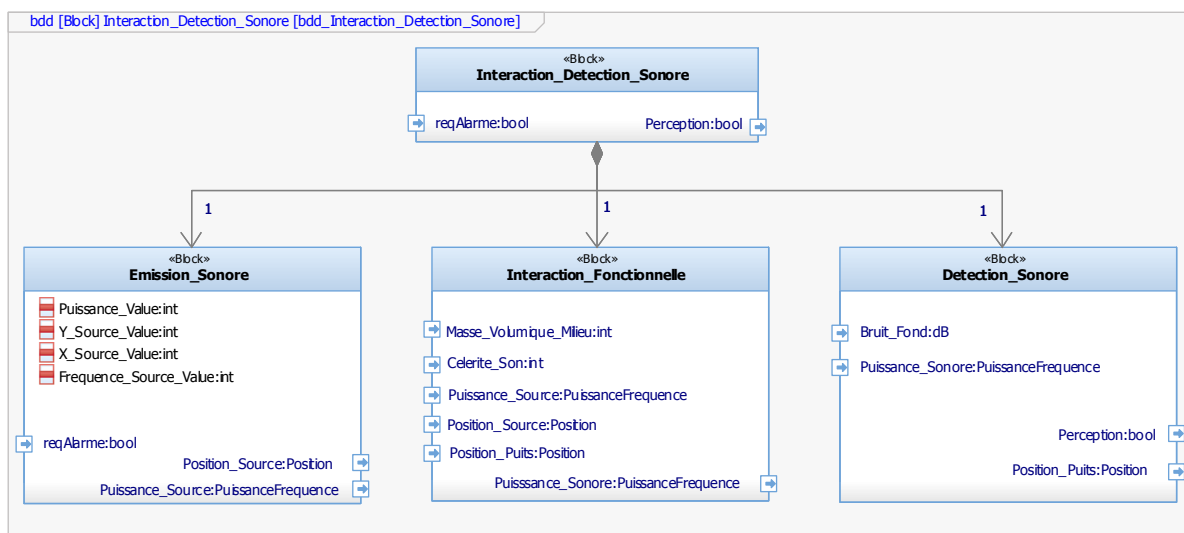 bdd [Block] Interaction_Detection_Sonore [bdd_Interaction_Detection_Sonore]
«Block»
Interaction_Detection_Sonore
reqAlarme:bool
Perception:bool
1
1
1
«Block»
Emission_Sonore
Puissance_Value:int
Y_Source_Value:int
X_Source_Value:int
Frequence_Source_Value:int
reqAlarme:bool
Position_Source:Position
Puissance_Source:PuissanceFrequence
«Block»
Interaction_Fonctionnelle
Masse_Volumique_Milieu:int
Celerite_Son:int
Puissance_Source:PuissanceFrequence
Position_Source:Position
Position_Puits:Position
Puisssance_Sonore:PuissanceFrequence
«Block»
Detection_Sonore
Bruit_Fond:dB
Puissance_Sonore:PuissanceFrequence
Perception:bool
Position_Puits:Position